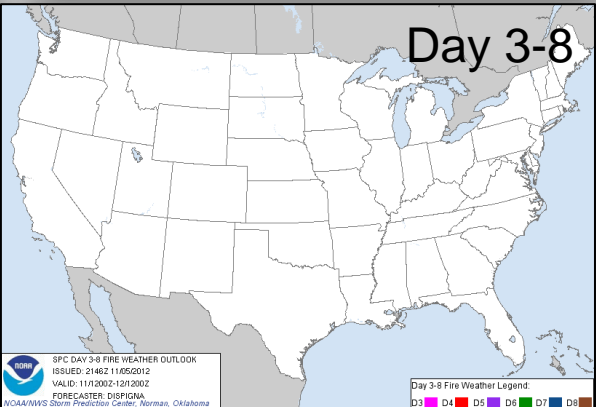 Day 3-8
NOAA
SPC DAY 3-8 FIRE WEATHER OUTLOOK
ISSUED: 2146Z 11/05/2012
VALID: 11/1200Z-12/1200Z
FORECASTER: DISPIGNA
NOAA/NWS Storm Prediction Center, Norman, Oklahoma
Day 3-8 Fire Weather Legend:
D3 D4 D5 D6 D7 D8